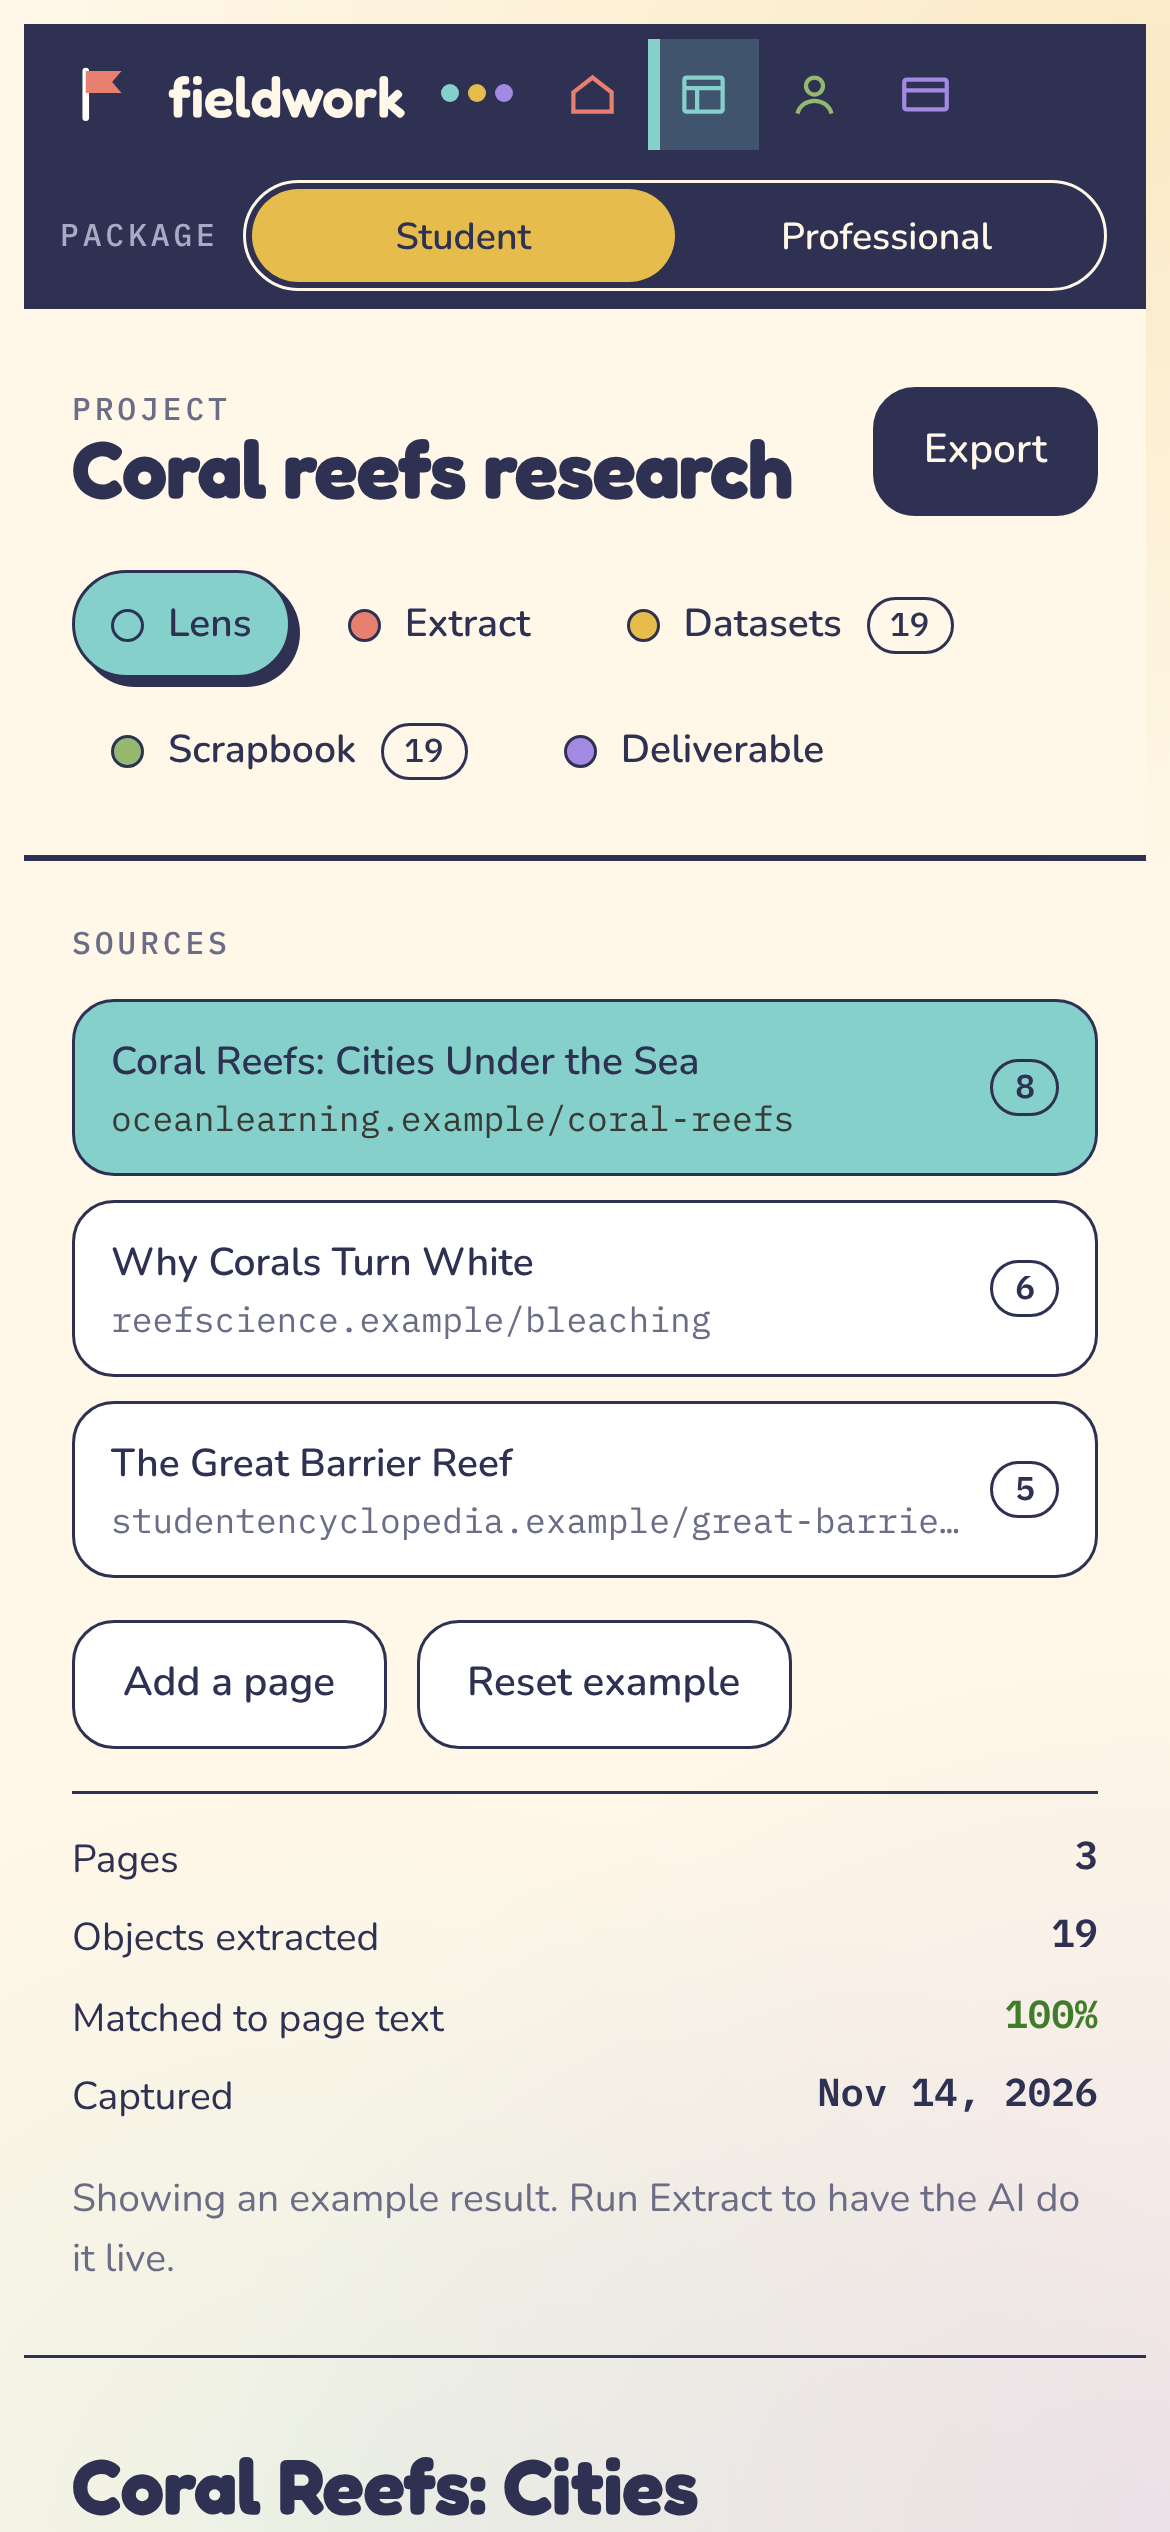 fieldwork
PACKAGE Student Professional
PROJECT
Coral reefs research
Export
Lens Extract Datasets 19
Scrapbook 19 Deliverable
SOURCES
Coral Reefs: Cities Under the Sea
oceanlearning.example/coral-reefs
8
Why Corals Turn White
reefscience.example/bleaching
6
The Great Barrier Reef
studentencyclopedia.example/great-barrie…
5
Add a page Reset example
Pages 3
Objects extracted 19
Matched to page text 100%
Captured Nov 14, 2026
Showing an example result. Run Extract to have the AI do
it live.
Coral Reefs: Cities